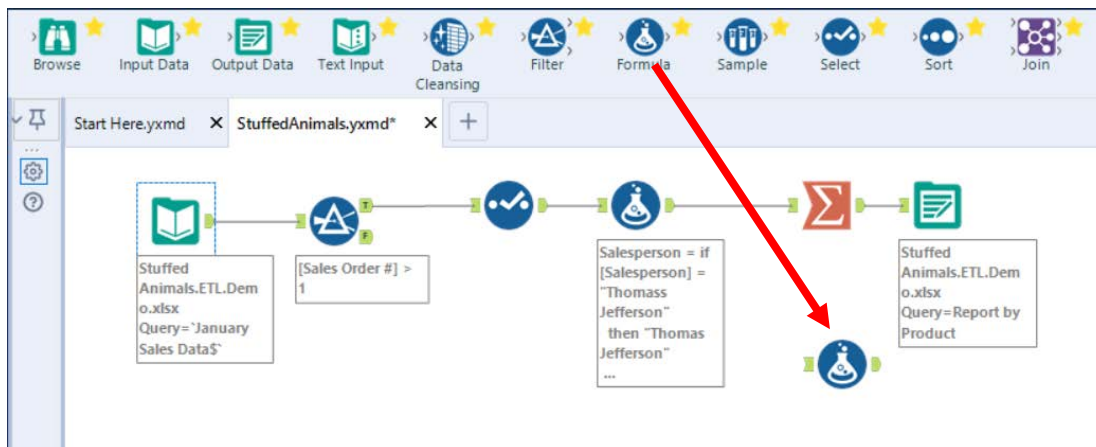 Browse
Input Data
Output Data
Text Input
Data
Cleansing
Filter
Formula
Sample
Select
Sort
Join
Start Here.yxmd X
StuffedAnimals.yxmd* X +
...
?
T
F
Stuffed
Animals.ETL.Dem
o.xlsx
Query=`January
Sales Data$`
[Sales Order #] >
1
Salesperson = if
[Salesperson] =
"Thomass
Jefferson"
then "Thomas
Jefferson"
...
Σ
Stuffed
Animals.ETL.Dem
o.xlsx
Query=Report by
Product